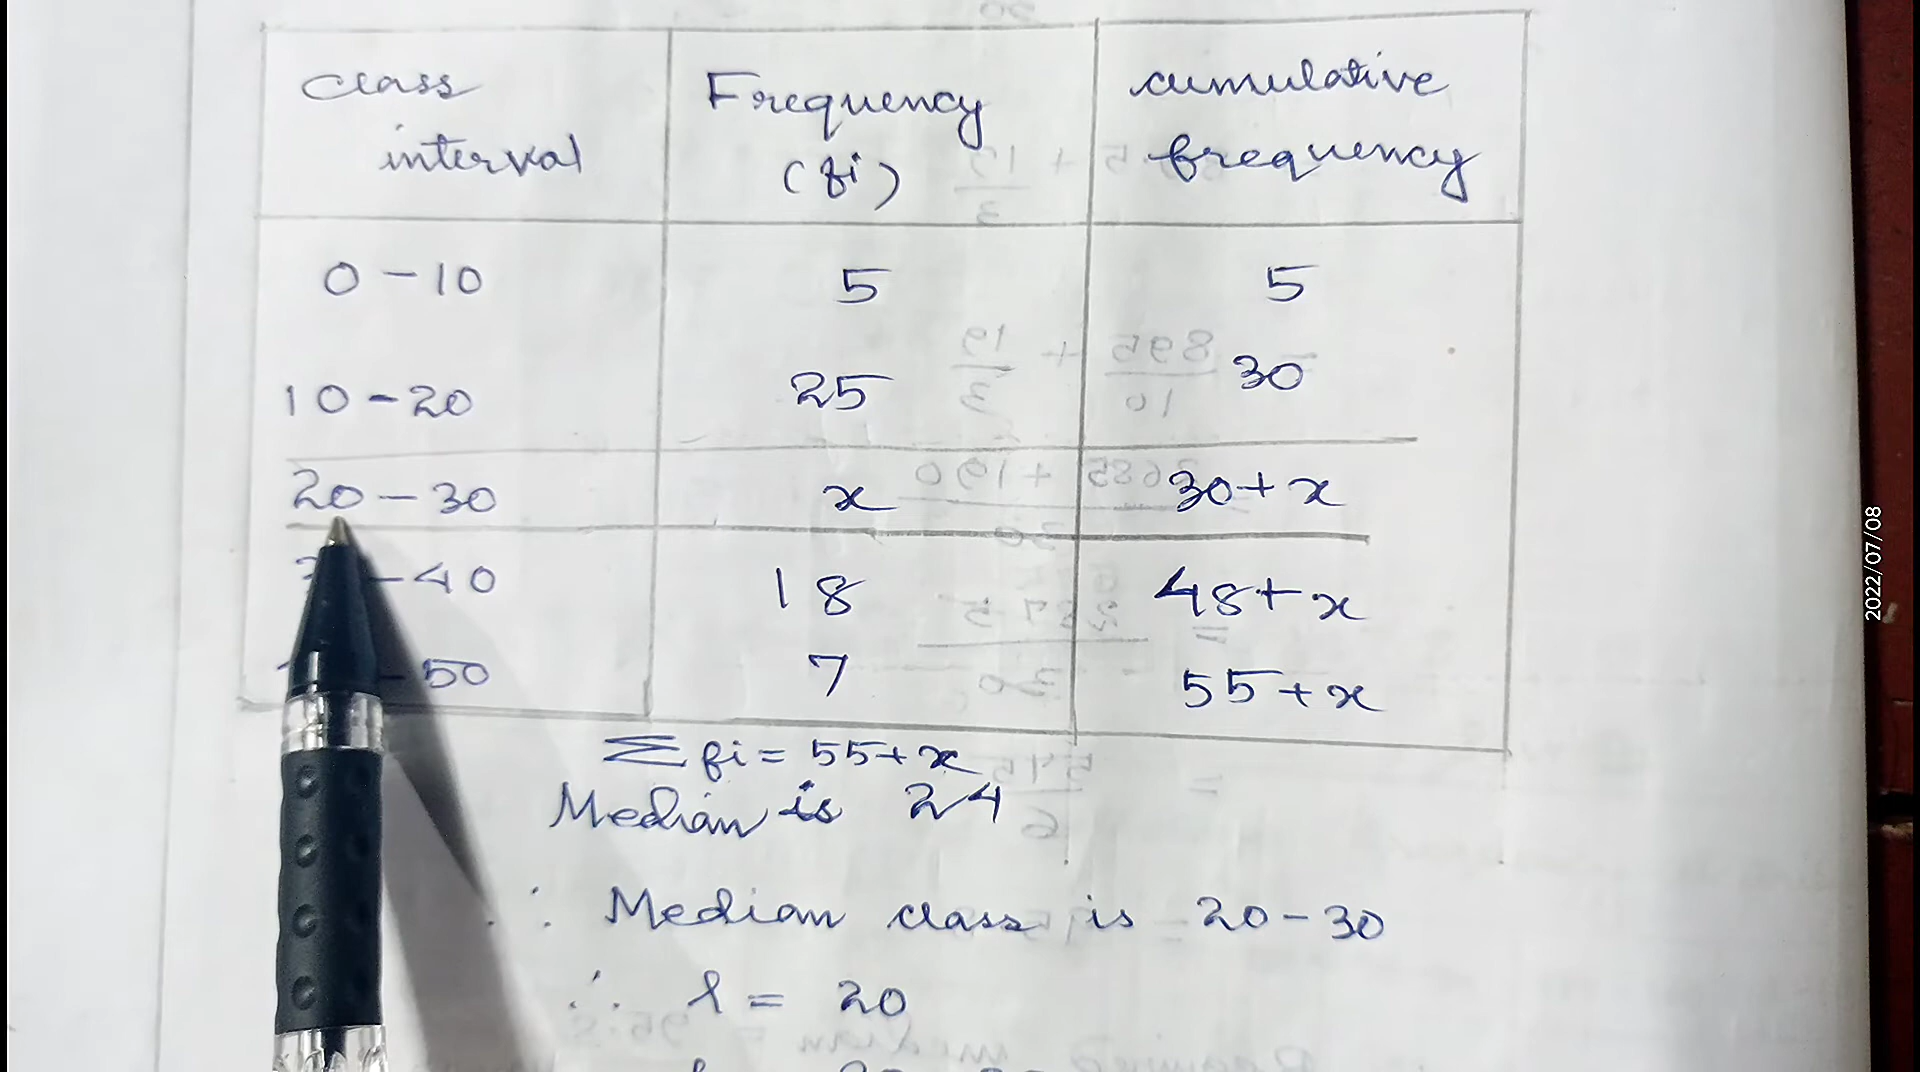 class interval | Frequency (fi) | cumulative frequency
0 - 10 | 5 | 5
10 - 20 | 25 | 30
20 - 30 | x | 30 + x
- 40 | 18 | 48 + x
- 50 | 7 | 55 + x
Σ fi = 55 + x
Median is 24
∴ Median class is 20 - 30
∴ l = 20
2022/07/08